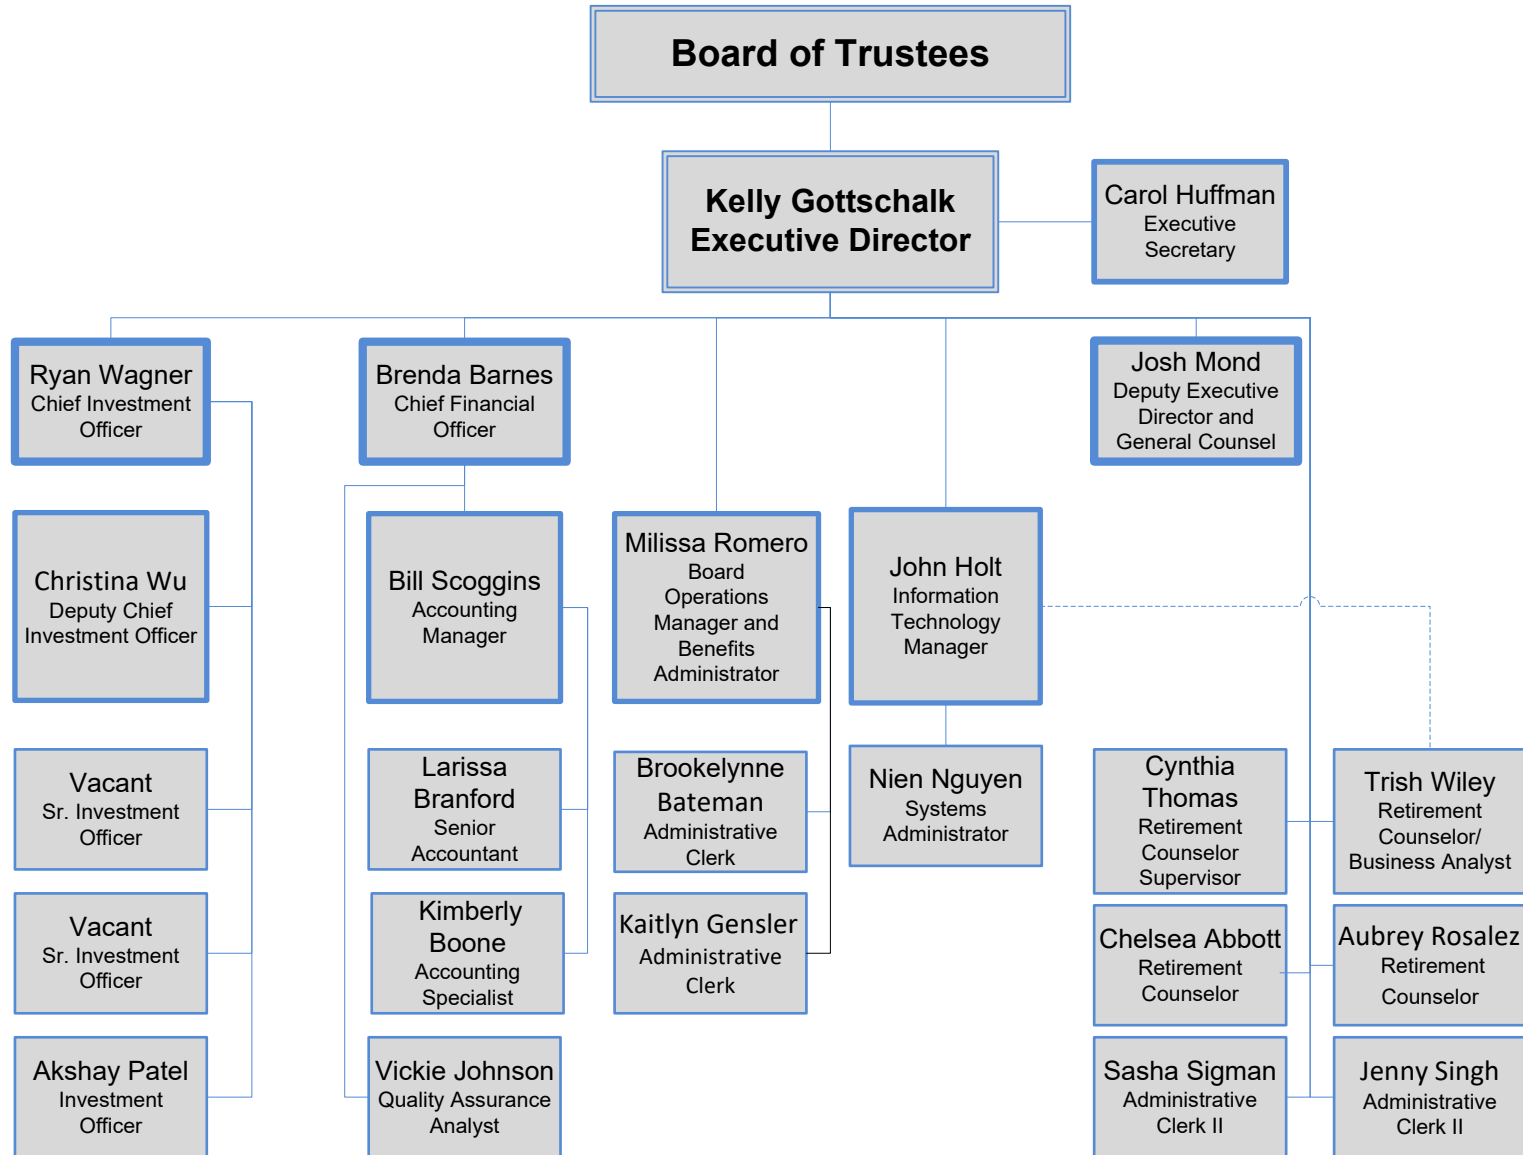 Board of Trustees
Kelly Gottschalk
Executive Director
Carol Huffman
Executive
Secretary
Ryan Wagner
Chief Investment
Officer
Brenda Barnes
Chief Financial
Officer
Josh Mond
Deputy Executive
Director and
General Counsel
Christina Wu
Deputy Chief
Investment Officer
Bill Scoggins
Accounting
Manager
Milissa Romero
Board
Operations
Manager and
Benefits
Administrator
John Holt
Information
Technology
Manager
Vacant
Sr. Investment
Officer
Larissa
Branford
Senior
Accountant
Brookelynne
Bateman
Administrative
Clerk
Nien Nguyen
Systems
Administrator
Cynthia
Thomas
Retirement
Counselor
Supervisor
Trish Wiley
Retirement
Counselor/
Business Analyst
Vacant
Sr. Investment
Officer
Kimberly
Boone
Accounting
Specialist
Kaitlyn Gensler
Administrative
Clerk
Chelsea Abbott
Retirement
Counselor
Aubrey Rosalez
Retirement
Counselor
Akshay Patel
Investment
Officer
Vickie Johnson
Quality Assurance
Analyst
Sasha Sigman
Administrative
Clerk II
Jenny Singh
Administrative
Clerk II